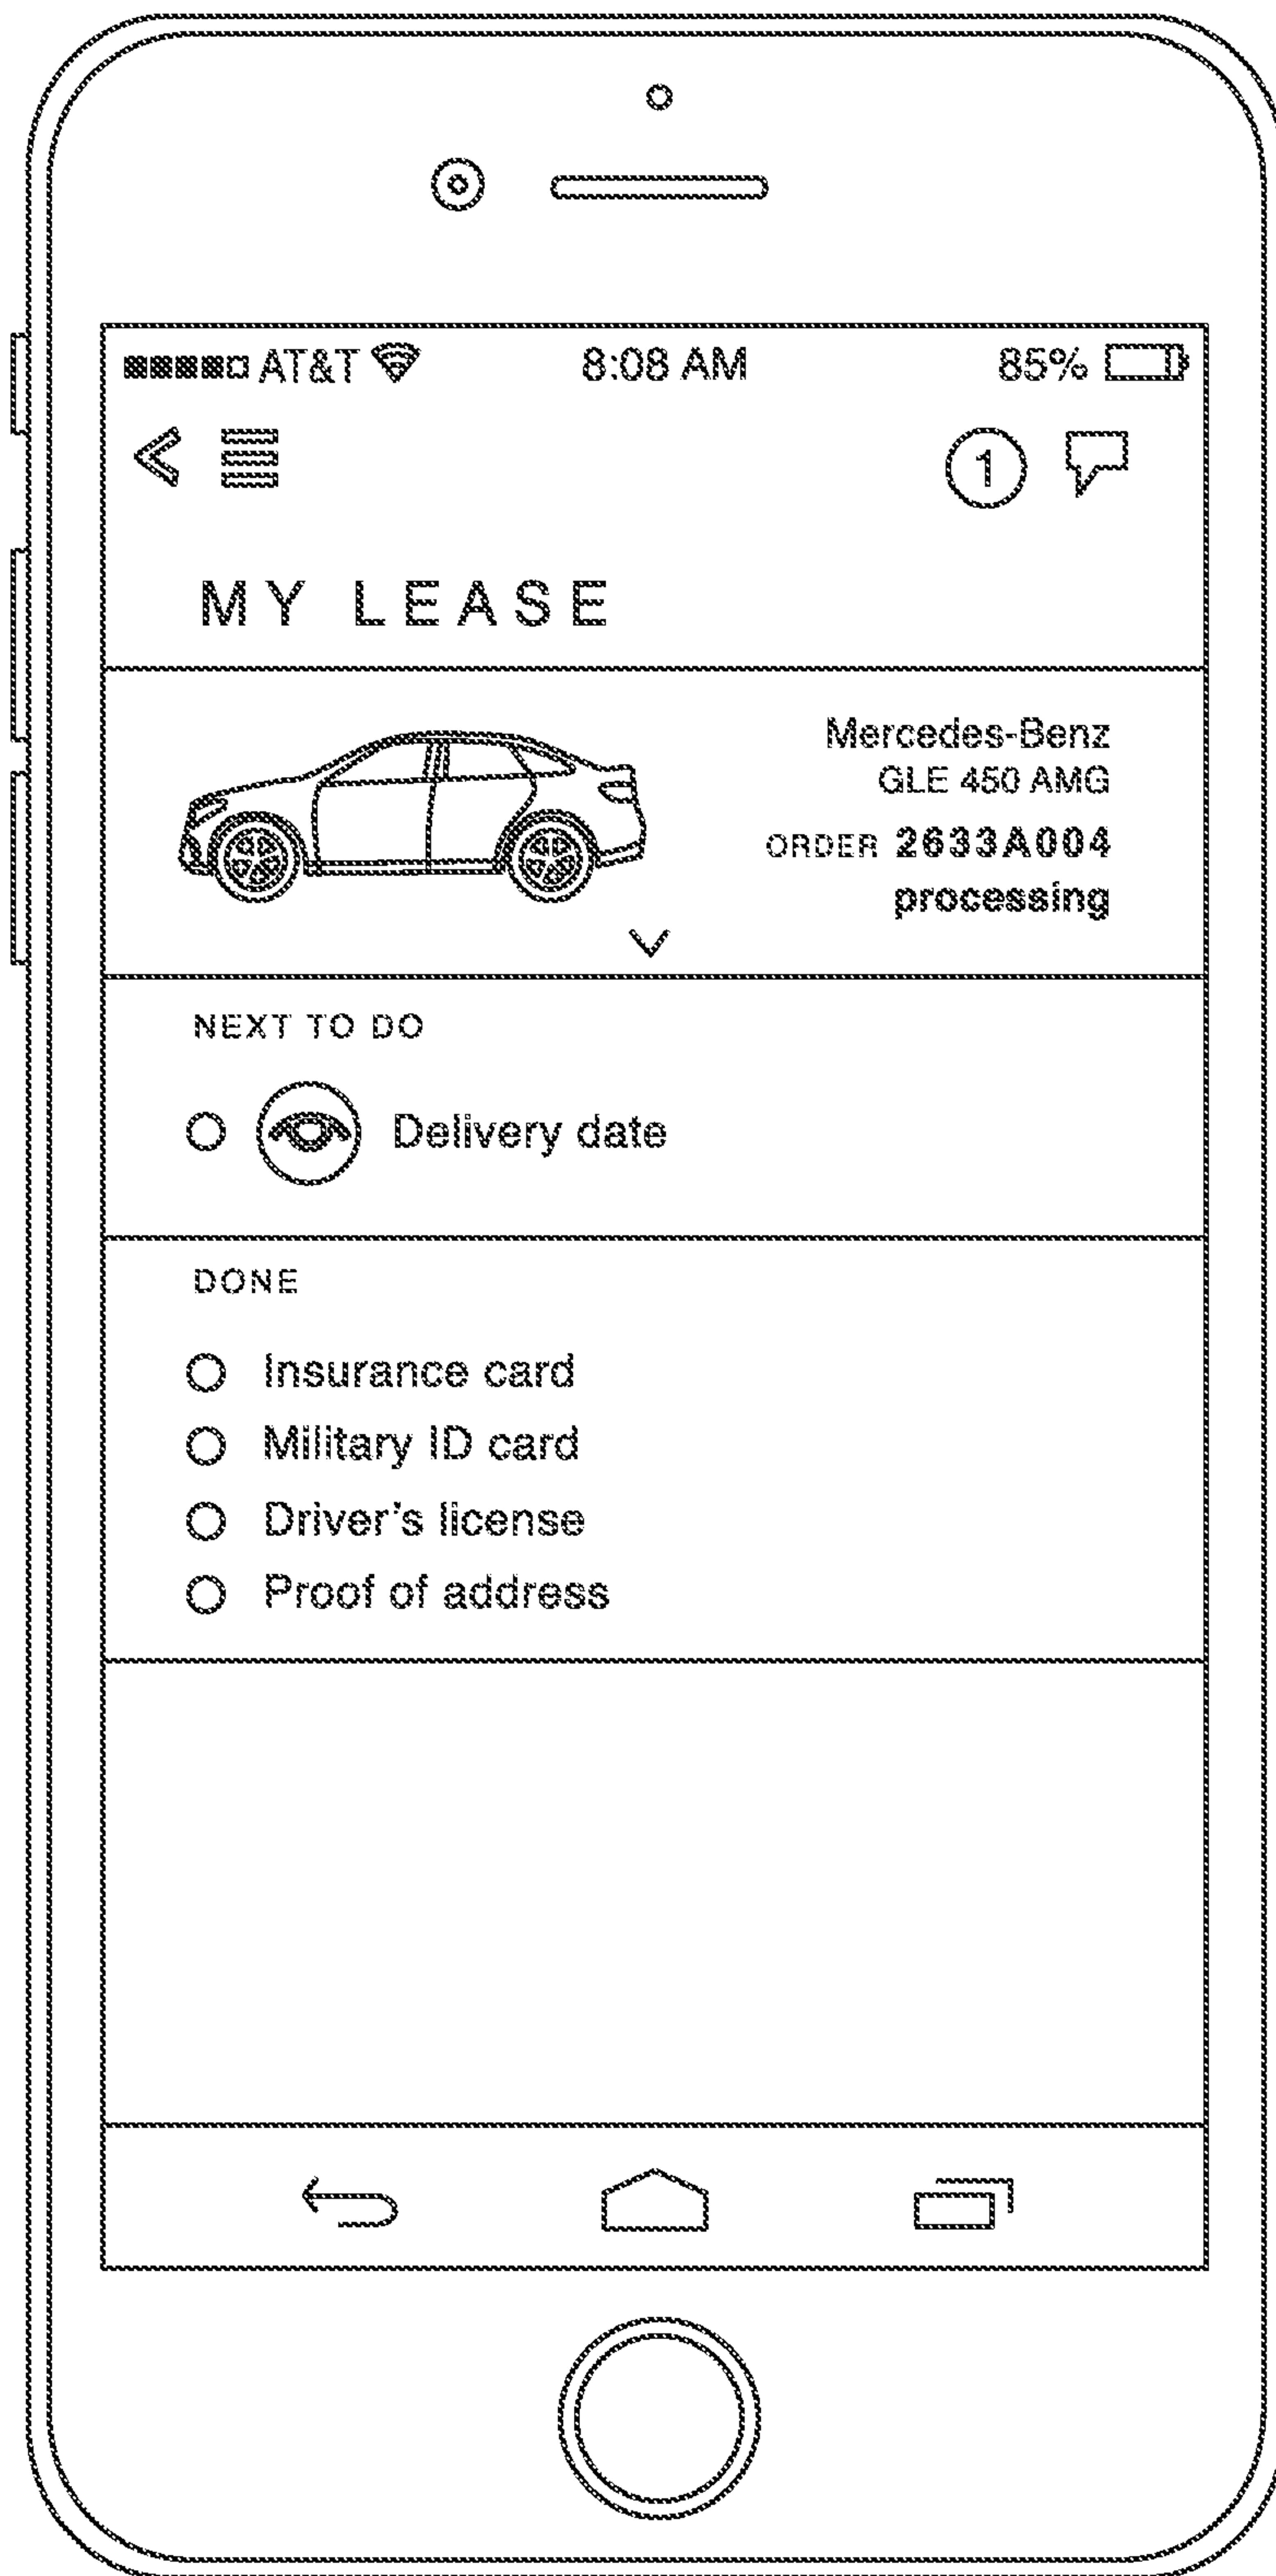 AT&T 8:08 AM 85%
1
MY LEASE
Mercedes-Benz
GLE 450 AMG
ORDER 2633A004
processing
NEXT TO DO
Delivery date
DONE
Insurance card
Military ID card
Driver's license
Proof of address